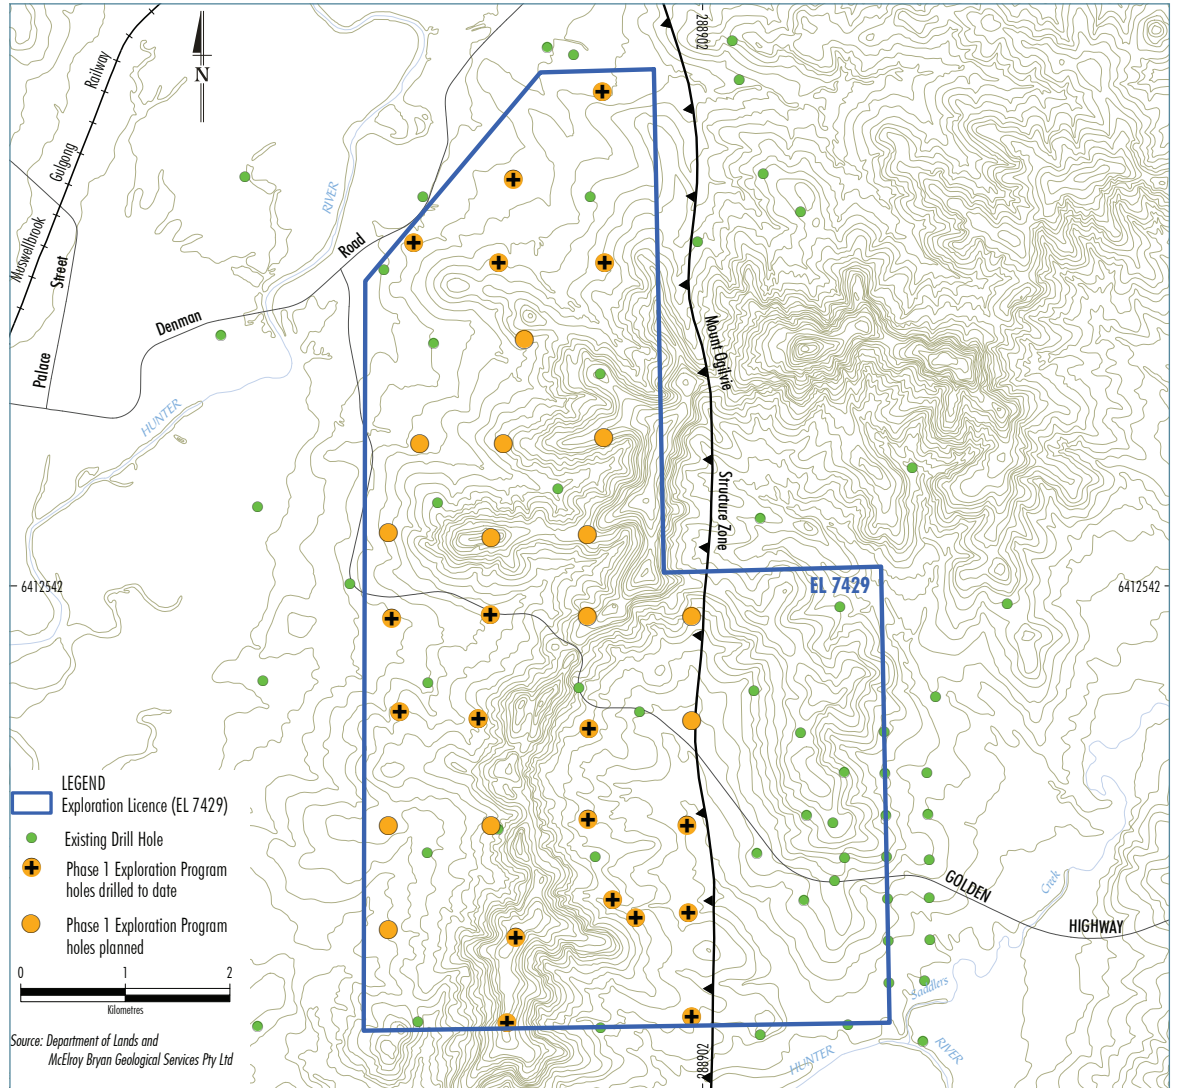 288902
Railway
Gulgong
Muswellbrook
N
RIVER
Road
Street
Denman
Palace
HUNTER
Mount Ogilvie
Structure Zone
6412542
6412542
EL 7429
LEGEND
Exploration Licence (EL 7429)
Existing Drill Hole
Phase 1 Exploration Program
holes drilled to date
Phase 1 Exploration Program
holes planned
0 1 2
Kilometres
Source: Department of Lands and
McElroy Bryan Geological Services Pty Ltd
GOLDEN
HIGHWAY
Creek
Saddlers
HUNTER
RIVER
288902